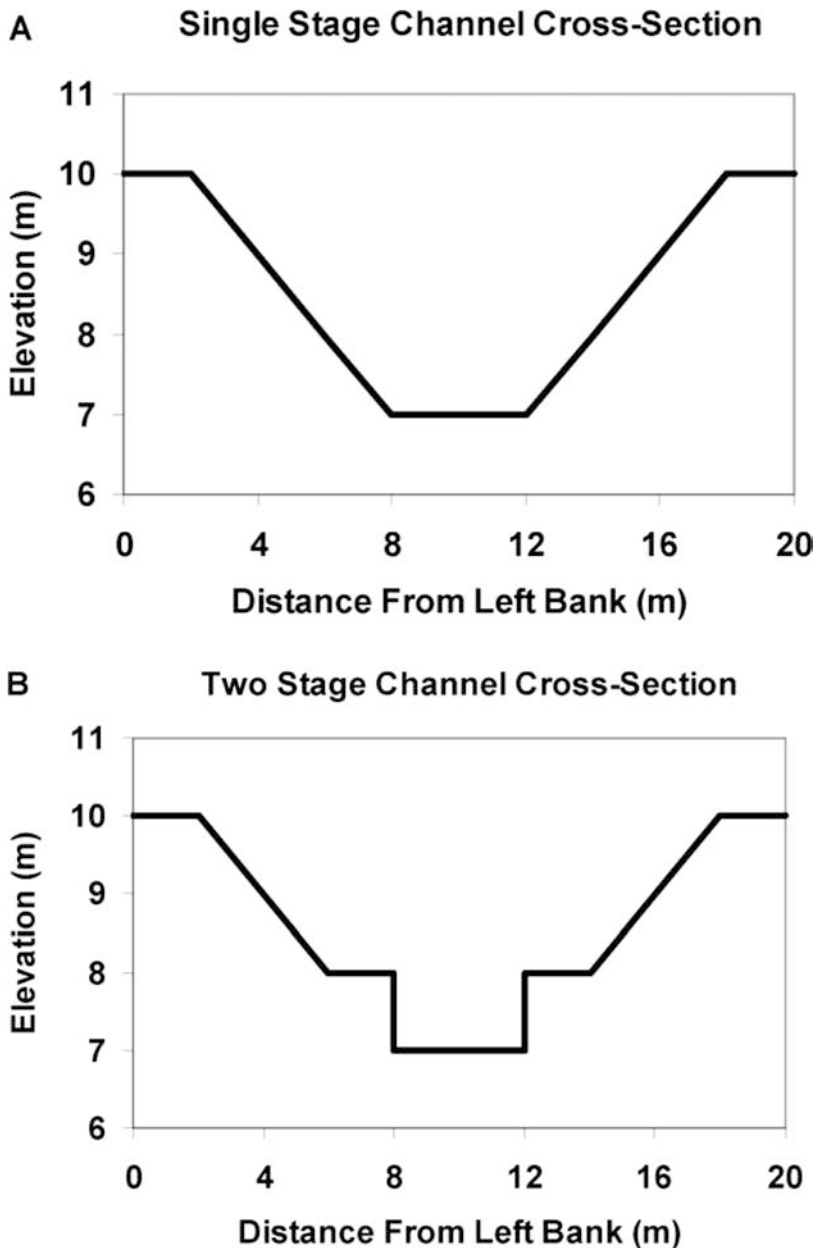 A
Single Stage Channel Cross-Section
11
10
9
8
7
6
Elevation (m)
0 4 8 12 16 20
Distance From Left Bank (m)
B
Two Stage Channel Cross-Section
11
10
9
8
7
6
Elevation (m)
0 4 8 12 16 20
Distance From Left Bank (m)